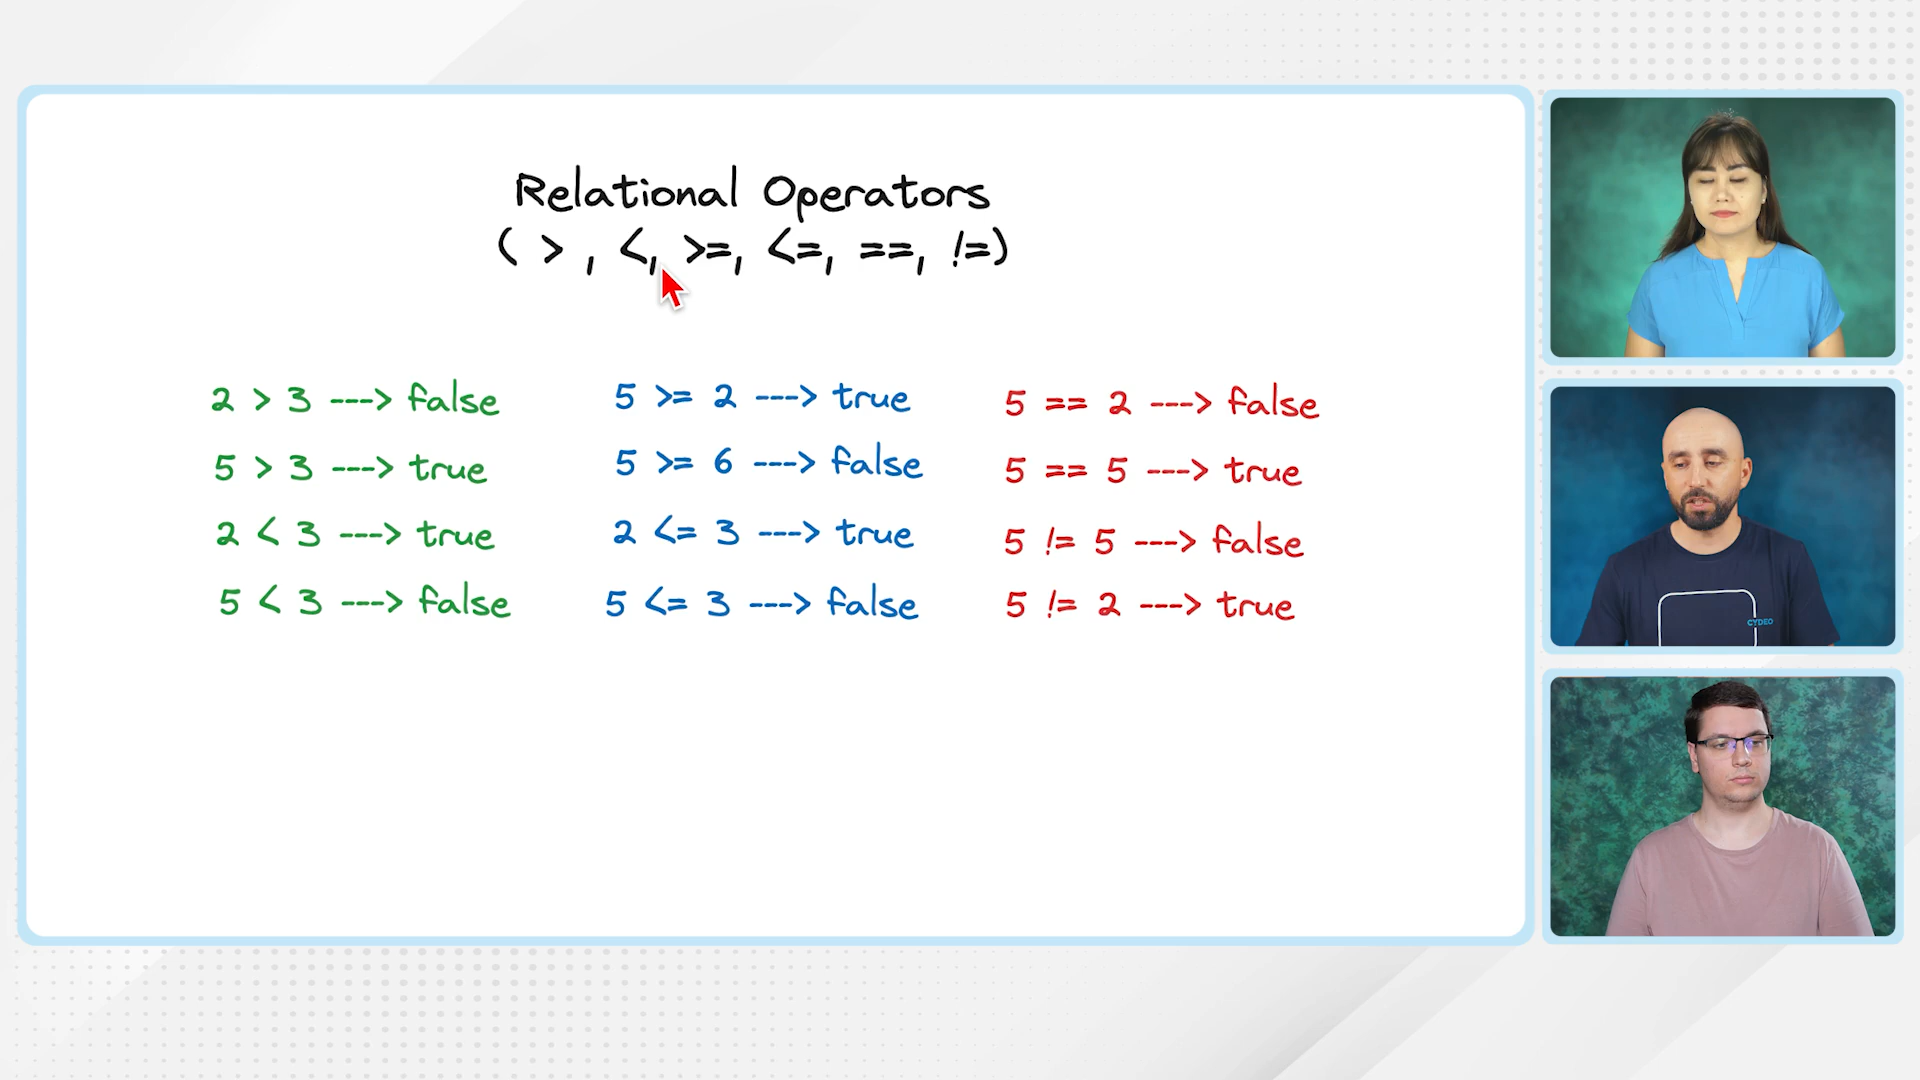 Relational Operators
( > , <, >=, <=, ==, !=)
2 > 3 ---> false
5 > 3 ---> true
2 < 3 ---> true
5 < 3 ---> false
5 >= 2 ---> true
5 >= 6 ---> false
2 <= 3 ---> true
5 <= 3 ---> false
5 == 2 ---> false
5 == 5 ---> true
5 != 5 ---> false
5 != 2 ---> true
CYDEO